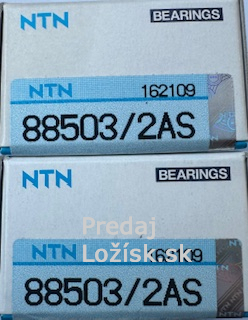 NTN BEARINGS
NTN 162109
88503/2AS
NTN BEARINGS
Predaj
NTN
Ložísk.sk
88503/2AS